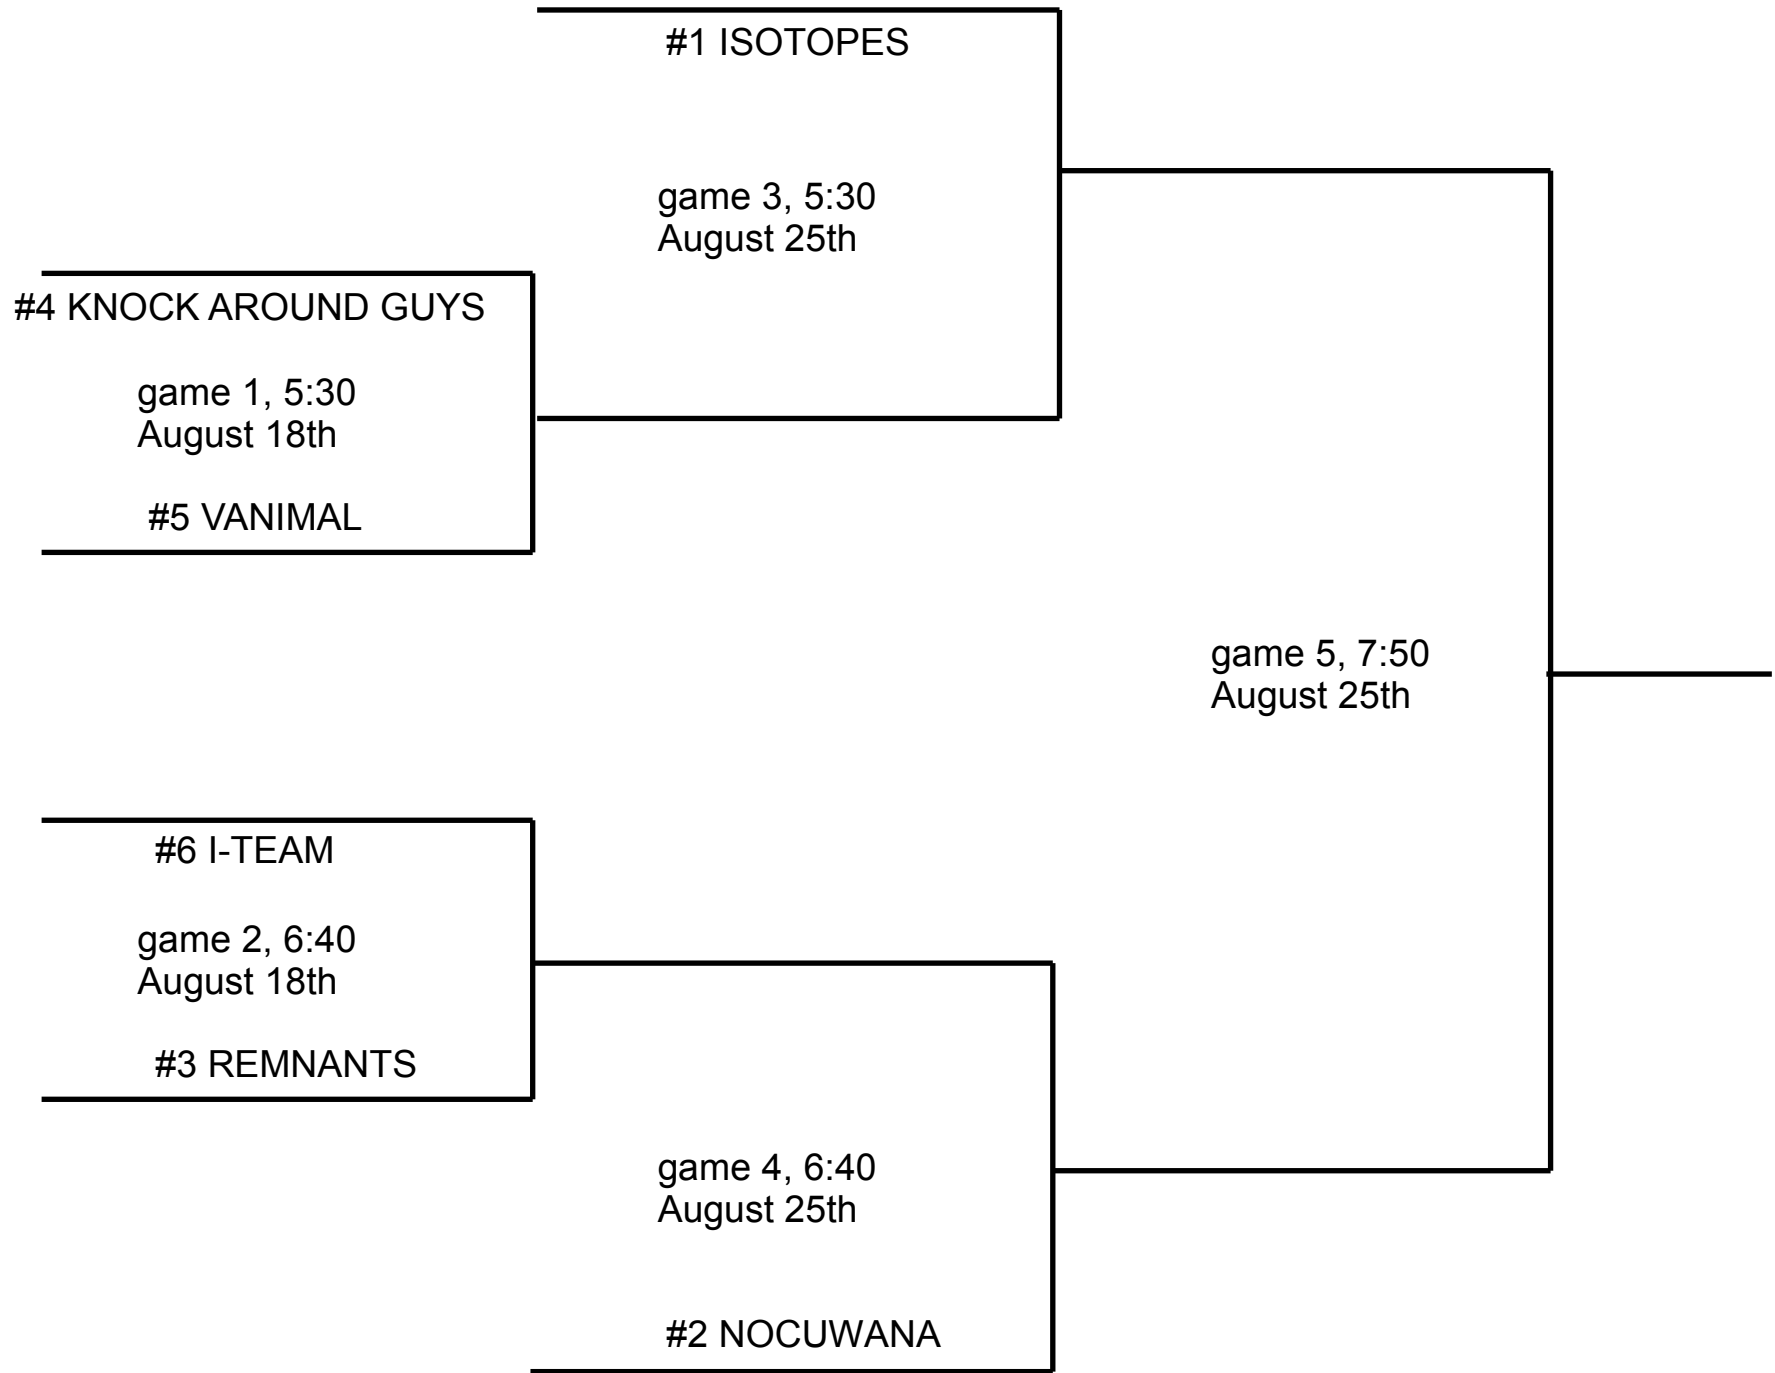 #1 ISOTOPES
game 3, 5:30
August 25th
#4 KNOCK AROUND GUYS
game 1, 5:30
August 18th
#5 VANIMAL
game 5, 7:50
August 25th
#6 I-TEAM
game 2, 6:40
August 18th
#3 REMNANTS
game 4, 6:40
August 25th
#2 NOCUWANA